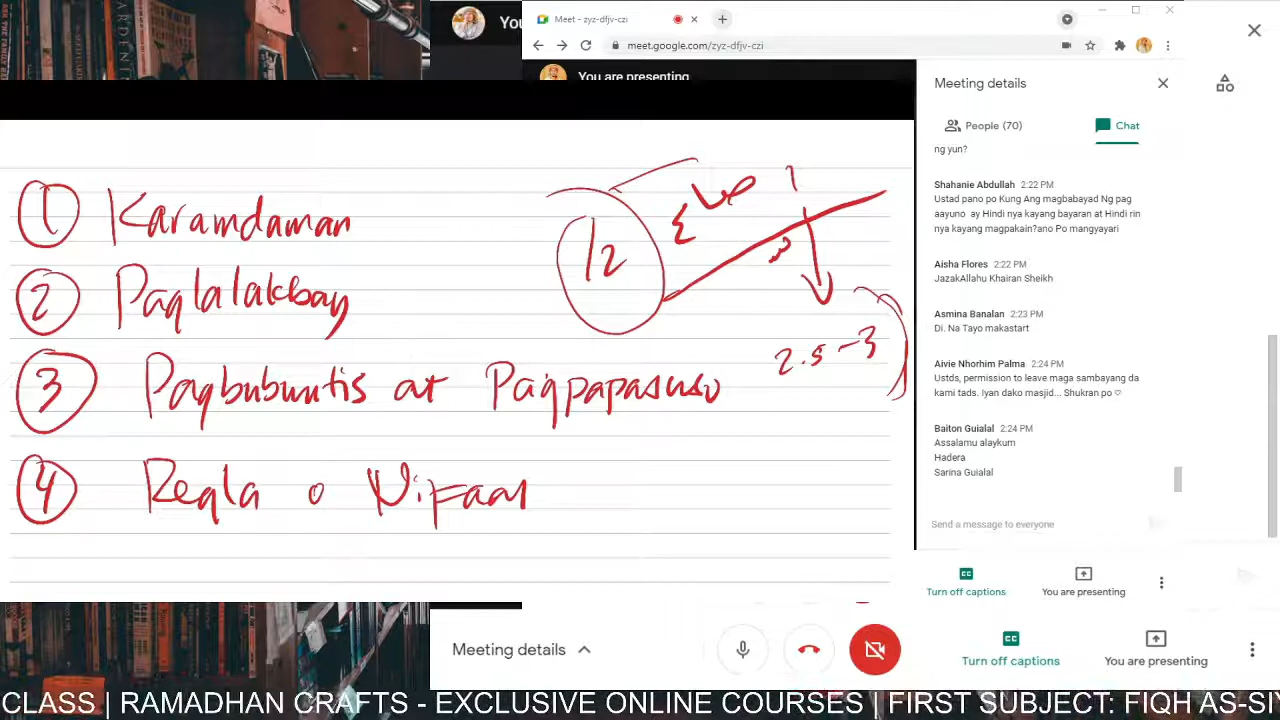 You
Meet - zyz-dfjv-czi
meet.google.com/zyz-dfjv-czi
You are presenting
Meeting details
People (70)
Chat
ng yun?
Shahanie Abdullah 2:22 PM
Ustad pano po Kung Ang magbabayad Ng pag
aayuno ay Hindi nya kayang bayaran at Hindi rin
nya kayang magpakain?ano Po mangyayari
Aisha Flores 2:22 PM
JazakAllahu Khairan Sheikh
Asmina Banalan 2:23 PM
Di. Na Tayo makastart
Aivie Nhorhim Palma 2:24 PM
Ustds, permission to leave maga sambayang da
kami tads. Iyan dako masjid... Shukran po ♡
Baiton Guialal 2:24 PM
Assalamu alaykum
Hadera
Sarina Guialal
Send a message to everyone
Turn off captions
You are presenting
1 Karamdaman
2 Paglalakbay
3 Pagbubuntis at Pagpapasuso
4 Regla o Nifaas
12
2.5 - 3
Meeting details
Turn off captions
You are presenting
CLASS | RAMADHAN CRAFTS - EXCLUSIVE ONLINE COURSES | FIRST SUBJECT: FIQH AS-SIY